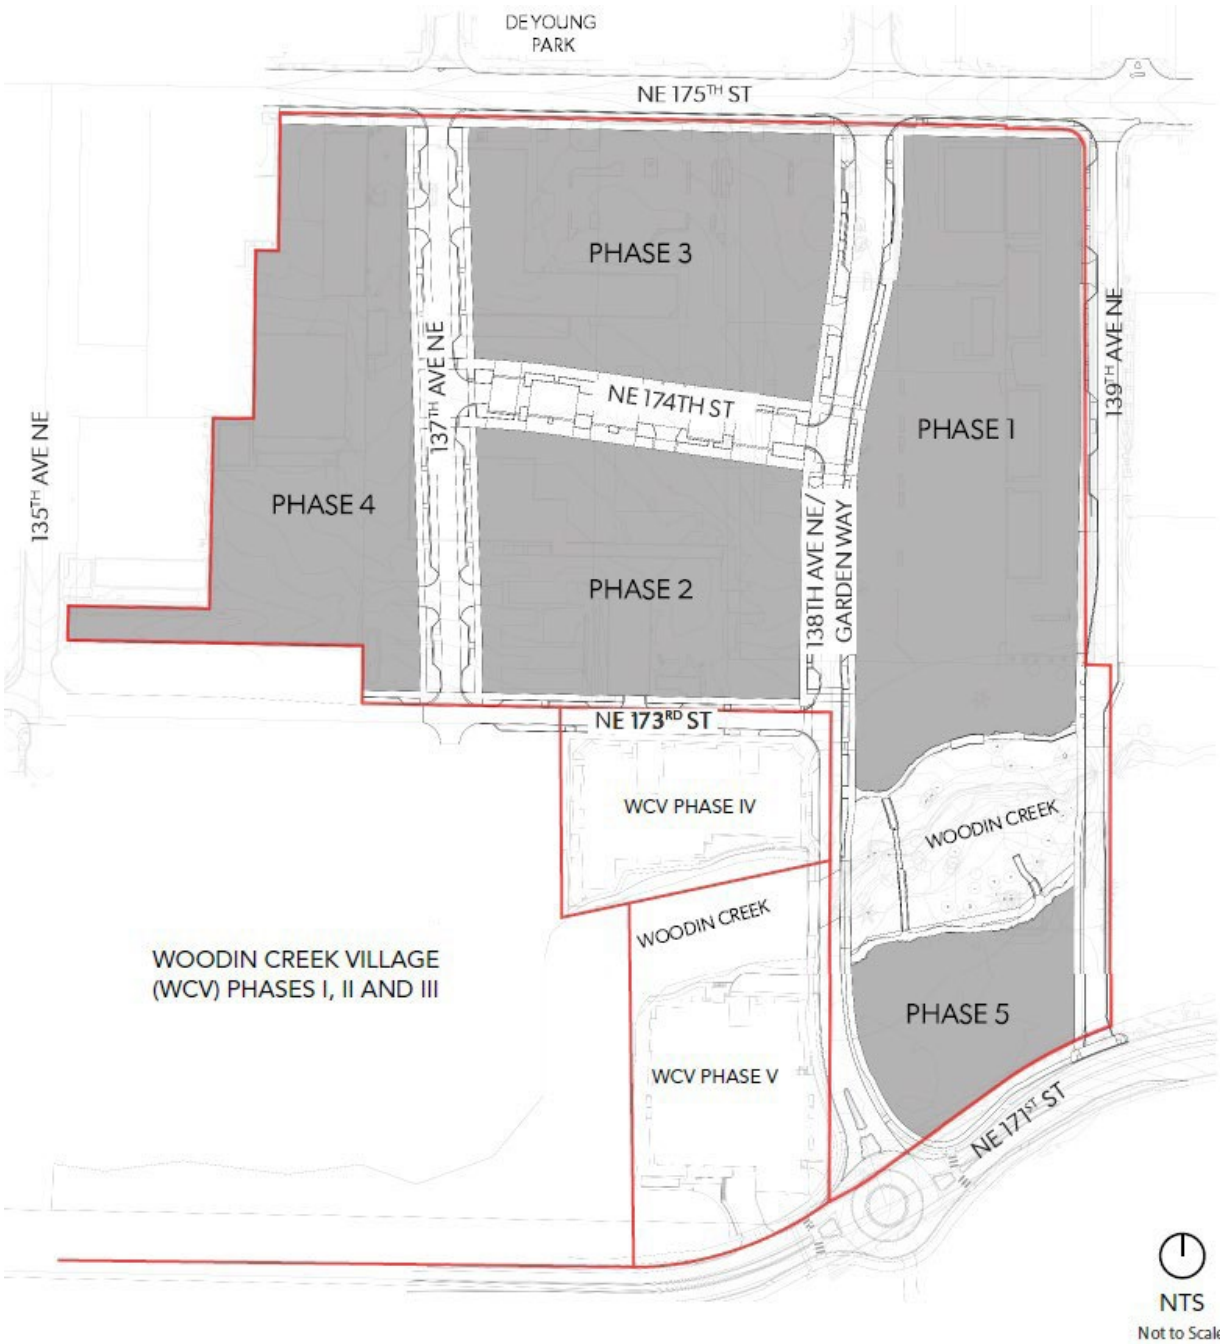 DEYOUNG
PARK
NE 175TH ST
PHASE 3
137TH AVE NE
139TH AVE NE
NE 174TH ST
135TH AVE NE
PHASE 1
PHASE 4
138TH AVE NE/
GARDEN WAY
PHASE 2
NE 173RD ST
WCV PHASE IV
WOODIN CREEK
WOODIN CREEK
WOODIN CREEK VILLAGE
(WCV) PHASES I, II AND III
PHASE 5
WCV PHASE V
NE 171ST ST
NTS
Not to Scale